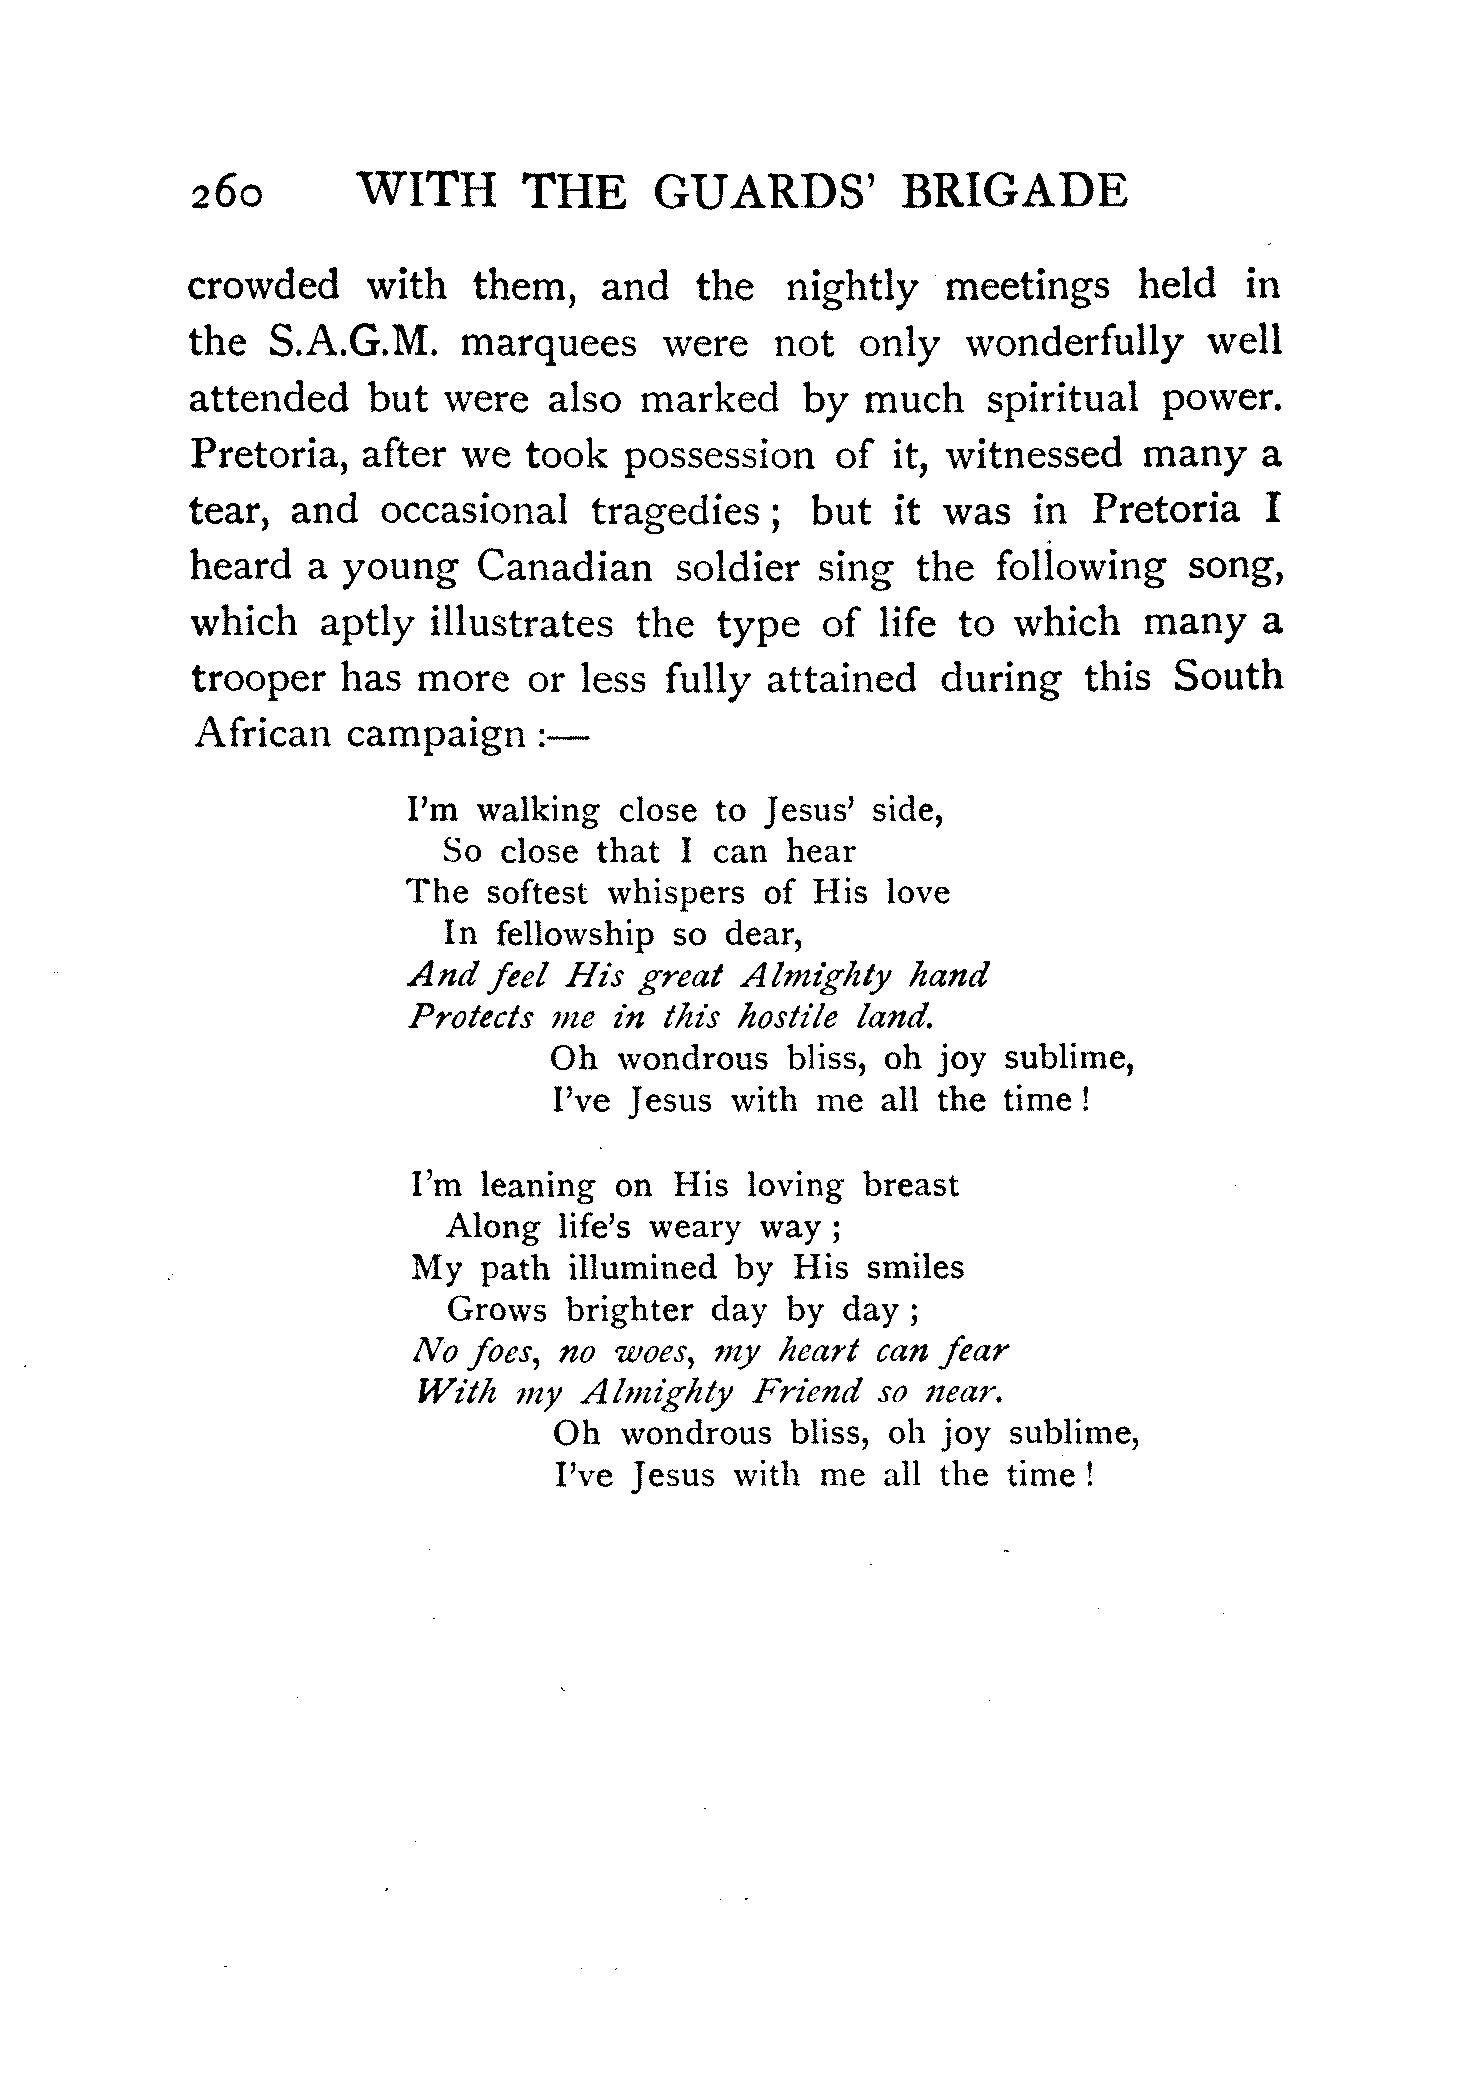 260 WITH THE GUARDS' BRIGADE
crowded with them, and the nightly meetings held in
the S.A.G.M. marquees were not only wonderfully well
attended but were also marked by much spiritual power.
Pretoria, after we took possession of it, witnessed many a
tear, and occasional tragedies ; but it was in Pretoria I
heard a young Canadian soldier sing the following song,
which aptly illustrates the type of life to which many a
trooper has more or less fully attained during this South
African campaign :—
I'm walking close to Jesus' side,
So close that I can hear
The softest whispers of His love
In fellowship so dear,
And feel His great Almighty hand
Protects me in this hostile land.
Oh wondrous bliss, oh joy sublime,
I've Jesus with me all the time !
I'm leaning on His loving breast
Along life's weary way ;
My path illumined by His smiles
Grows brighter day by day ;
No foes, no woes, my heart can fear
With my Almighty Friend so near.
Oh wondrous bliss, oh joy sublime,
I've Jesus with me all the time !